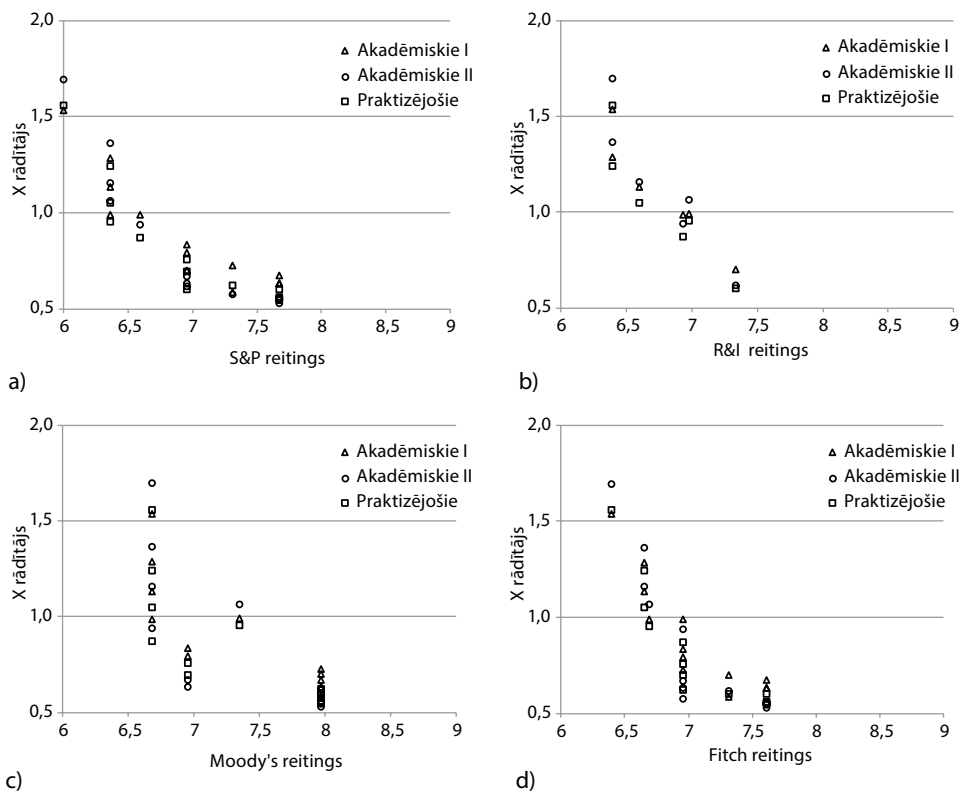 2,0
1,5
1,0
0,5
X rādītājs
Akadēmiskie I
Akadēmiskie II
Praktizējošie
6 6,5 7 7,5 8 8,5 9
S&P reitings
a)
2,0
1,5
1,0
0,5
X rādītājs
Akadēmiskie I
Akadēmiskie II
Praktizējošie
6 6,5 7 7,5 8 8,5 9
R&I reitings
b)
2,0
1,5
1,0
0,5
X rādītājs
Akadēmiskie I
Akadēmiskie II
Praktizējošie
6 6,5 7 7,5 8 8,5 9
Moody's reitings
c)
2,0
1,5
1,0
0,5
X rādītājs
Akadēmiskie I
Akadēmiskie II
Praktizējošie
6 6,5 7 7,5 8 8,5 9
Fitch reitings
d)